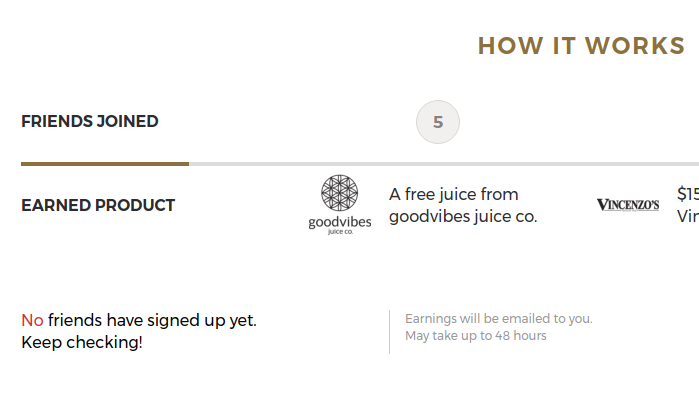 HOW IT WORKS
FRIENDS JOINED
5
EARNED PRODUCT
goodvibes
juice co.
A free juice from
goodvibes juice co.
VINCENZO'S
$15
Vin
No friends have signed up yet.
Keep checking!
Earnings will be emailed to you.
May take up to 48 hours